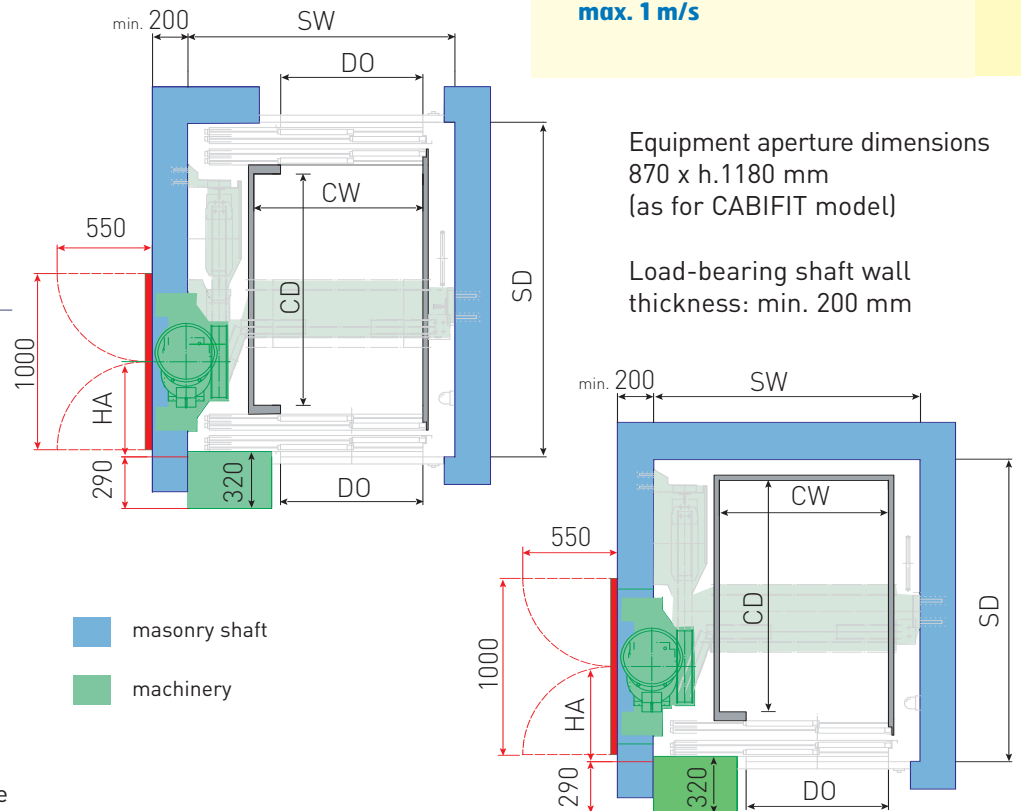 max. 1 m/s
min. 200
SW
DO
CW
CD
SD
550
1000
HA
290
320
DO
Equipment aperture dimensions
870 x h.1180 mm
(as for CABIFIT model)
Load-bearing shaft wall
thickness: min. 200 mm
min. 200
SW
CW
CD
SD
550
1000
HA
290
320
DO
masonry shaft
machinery
e